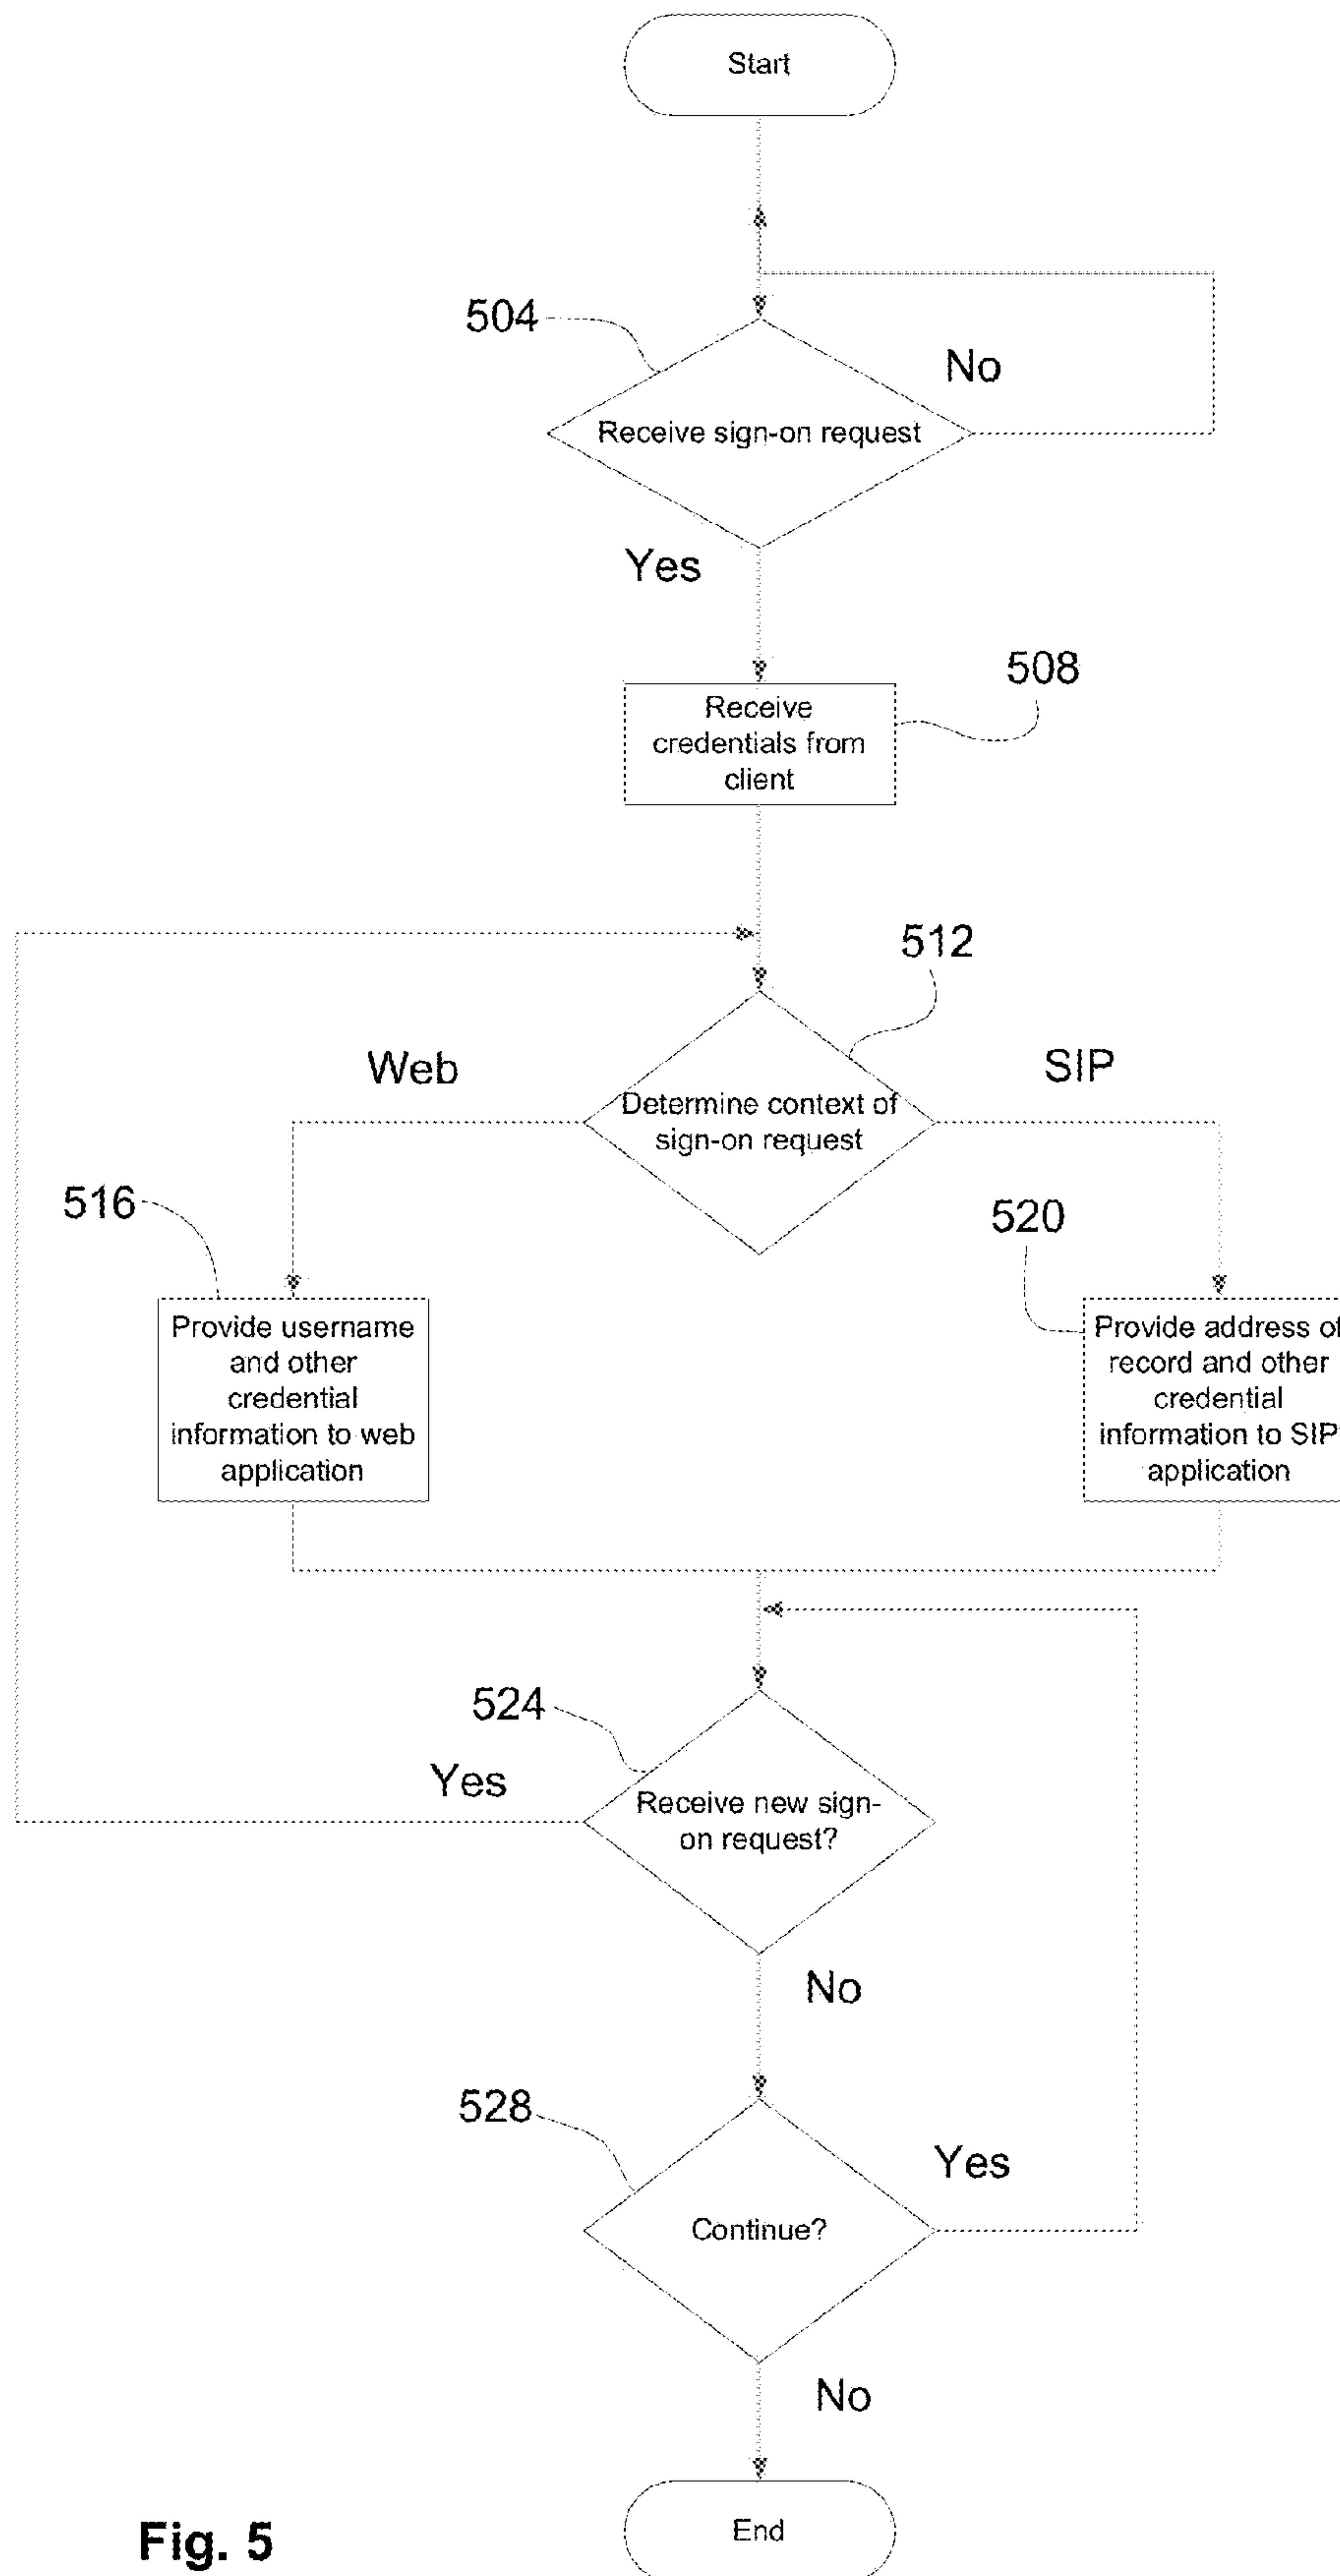 Start
504
No
Receive sign-on request
Yes
508
Receive
credentials from
client
512
Web
SIP
Determine context of
sign-on request
516
520
Provide username
and other
credential
information to web
application
Provide address of
record and other
credential
information to SIP
application
524
Yes
Receive new sign-
on request?
No
528
Yes
Continue?
No
End
Fig. 5